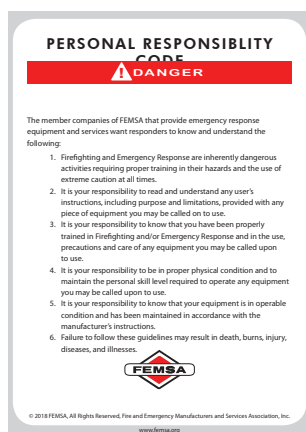 PERSONAL RESPONSIBLITY
CODE
DANGER
The member companies of FEMSA that provide emergency response
equipment and services want responders to know and understand the
following:
1. Firefighting and Emergency Response are inherently dangerous
activities requiring proper training in their hazards and the use of
extreme caution at all times.
2. It is your responsibility to read and understand any user's
instructions, including purpose and limitations, provided with any
piece of equipment you may be called on to use.
3. It is your responsibility to know that you have been properly
trained in Firefighting and/or Emergency Response and in the use,
precautions and care of any equipment you may be called upon
to use.
4. It is your responsibility to be in proper physical condition and to
maintain the personal skill level required to operate any equipment
you may be called upon to use.
5. It is your responsibility to know that your equipment is in operable
condition and has been maintained in accordance with the
manufacturer's instructions.
6. Failure to follow these guidelines may result in death, burns, injury,
diseases, and illnesses.
FEMSA
© 2018 FEMSA, All Rights Reserved, Fire and Emergency Manufacturers and Services Association, Inc.
www.femsa.org